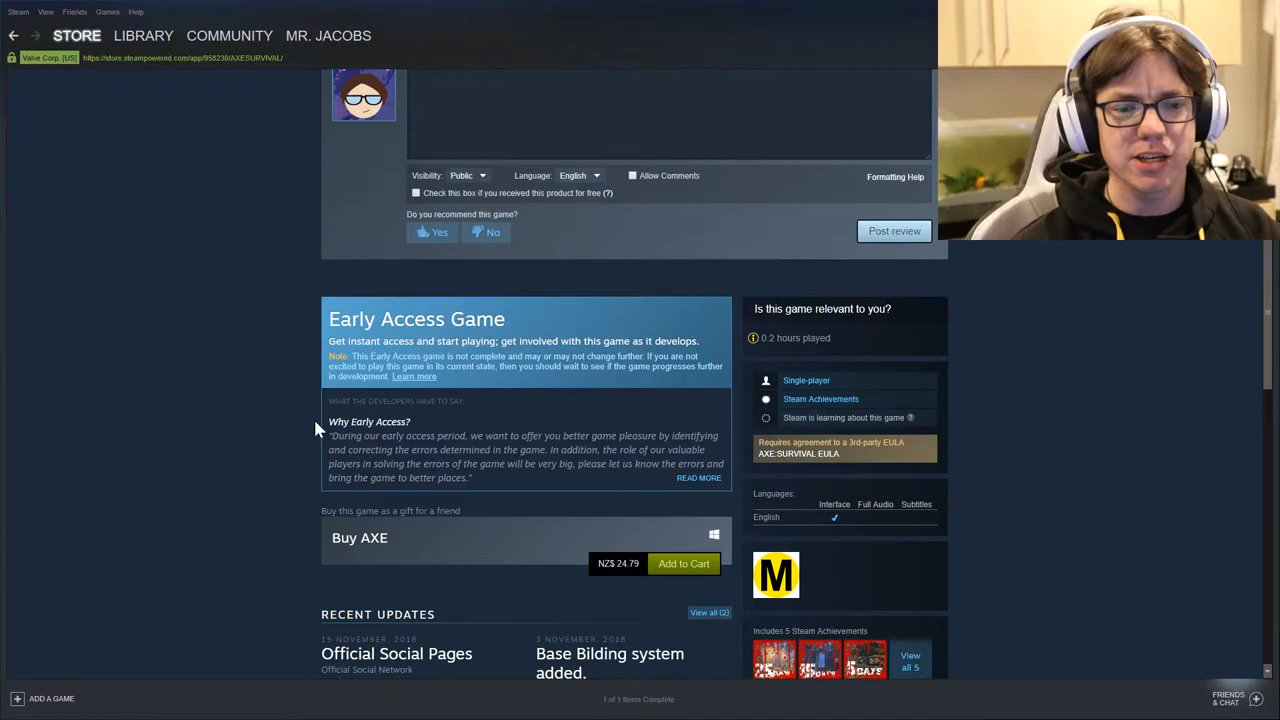 Steam View Friends Games Help
STORE LIBRARY COMMUNITY MR. JACOBS
Valve Corp. [US] https://store.steampowered.com/app/958230/AXESURVIVAL/
Visibility: Public Language: English Allow Comments Formatting Help
Check this box if you received this product for free (?)
Do you recommend this game?
Yes No Post review
Early Access Game
Get instant access and start playing; get involved with this game as it develops.
Note: This Early Access game is not complete and may or may not change further. If you are not
excited to play this game in its current state, then you should wait to see if the game progresses further
in development. Learn more
WHAT THE DEVELOPERS HAVE TO SAY:
Why Early Access?
"During our early access period, we want to offer you better game pleasure by identifying
and correcting the errors determined in the game. In addition, the role of our valuable
players in solving the errors of the game will be very big, please let us know the errors and
bring the game to better places."
READ MORE
Is this game relevant to you?
0.2 hours played
Single-player
Steam Achievements
Steam is learning about this game ?
Requires agreement to a 3rd-party EULA
AXE:SURVIVAL EULA
Languages:
Interface Full Audio Subtitles
English ✔
M
Buy this game as a gift for a friend
Buy AXE
NZ$ 24.79 Add to Cart
RECENT UPDATES View all (2)
15 NOVEMBER, 2018
Official Social Pages
Official Social Network
3 NOVEMBER, 2018
Base Bilding system
added.
Includes 5 Steam Achievements
25 DAYS
15 DAYS
5 DAYS
View
all 5
ADD A GAME
1 of 1 Items Complete
FRIENDS
& CHAT